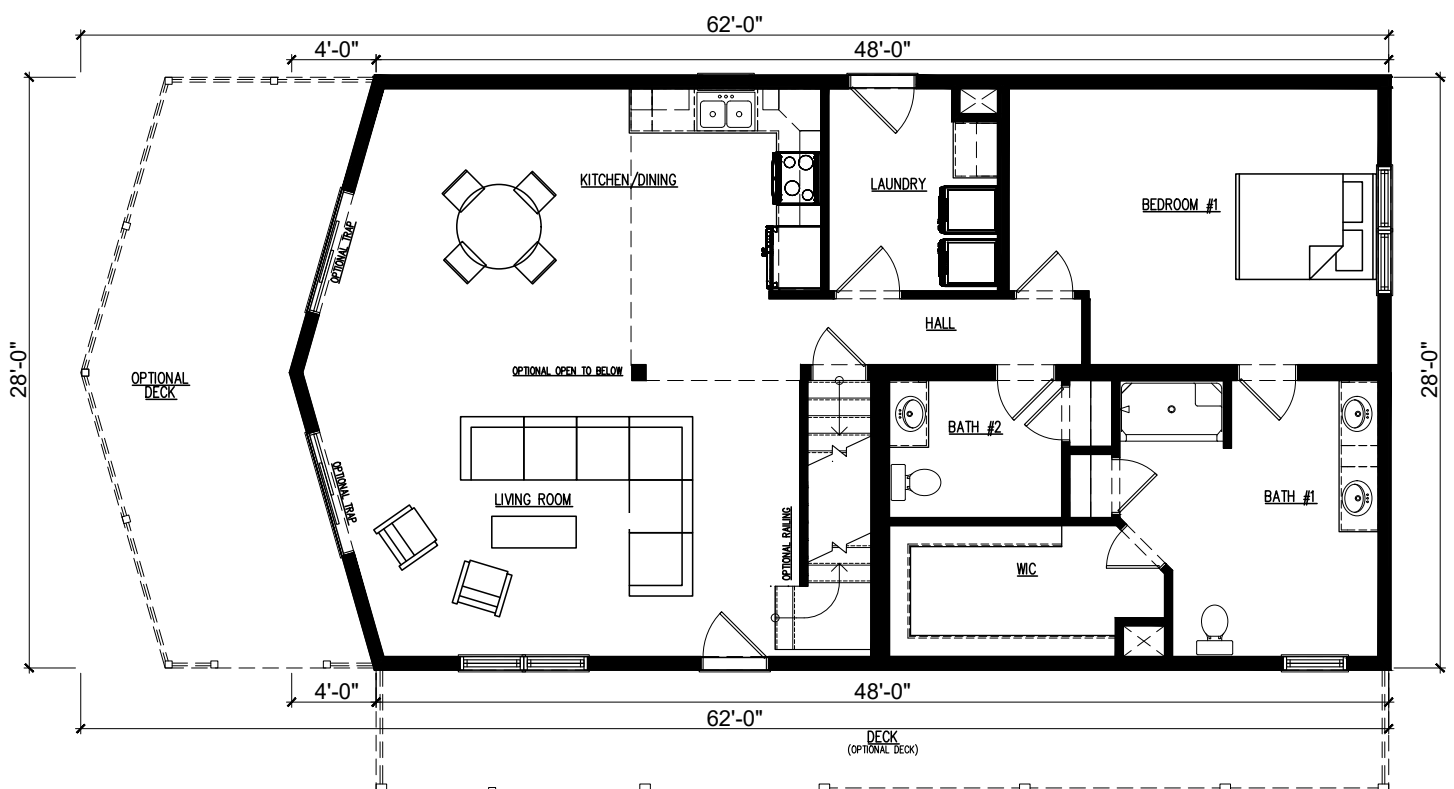 62'-0"
4'-0"
48'-0"
KITCHEN/DINING
LAUNDRY
BEDROOM #1
OPTIONAL TRAP
28'-0"
HALL
28'-0"
OPTIONAL
DECK
OPTIONAL OPEN TO BELOW
BATH #2
OPTIONAL TRAP
LIVING ROOM
BATH #1
OPTIONAL RAILING
WIC
4'-0"
48'-0"
62'-0"
DECK
(OPTIONAL DECK)